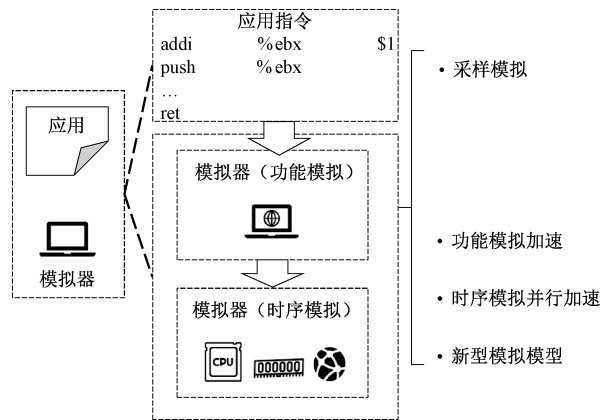 应用指令
addi %ebx $1
push %ebx
…
ret
应用
模拟器
模拟器（功能模拟）
模拟器（时序模拟）
CPU
000000
• 采样模拟
• 功能模拟加速
• 时序模拟并行加速
• 新型模拟模型